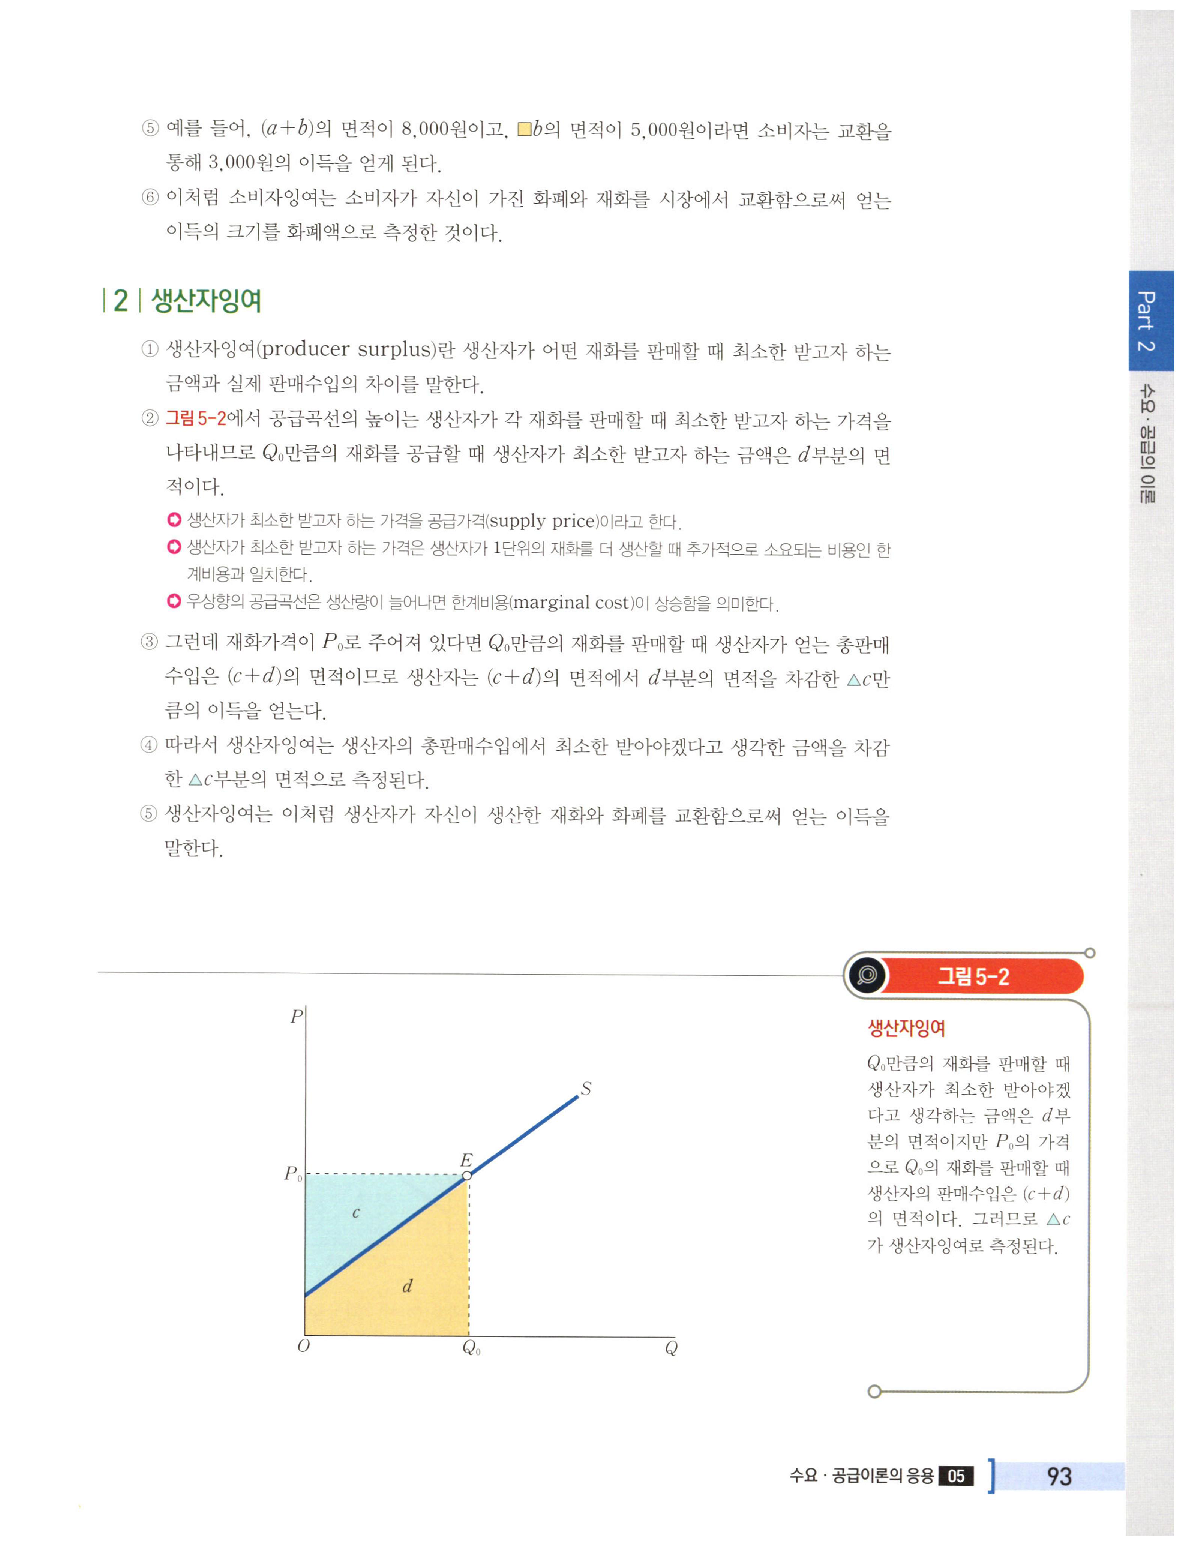 ⑤ 예를 들어, (a+b)의 면적이 8,000원이고, □b의 면적이 5,000원이라면 소비자는 교환을
통해 3,000원의 이득을 얻게 된다.
⑥ 이처럼 소비자잉여는 소비자가 자신이 가진 화폐와 재화를 시장에서 교환함으로써 얻는
이득의 크기를 화폐액으로 측정한 것이다.
|2| 생산자잉여
① 생산자잉여(producer surplus)란 생산자가 어떤 재화를 판매할 때 최소한 받고자 하는
금액과 실제 판매수입의 차이를 말한다.
② 그림 5-2에서 공급곡선의 높이는 생산자가 각 재화를 판매할 때 최소한 받고자 하는 가격을
나타내므로 Q₀만큼의 재화를 공급할 때 생산자가 최소한 받고자 하는 금액은 d부분의 면
적이다.
생산자가 최소한 받고자 하는 가격을 공급가격(supply price)이라고 한다.
생산자가 최소한 받고자 하는 가격은 생산자가 1단위의 재화를 더 생산할 때 추가적으로 소요되는 비용인 한
계비용과 일치한다.
우상향의 공급곡선은 생산량이 늘어나면 한계비용(marginal cost)이 상승함을 의미한다.
③ 그런데 재화가격이 P₀로 주어져 있다면 Q₀만큼의 재화를 판매할 때 생산자가 얻는 총판매
수입은 (c+d)의 면적이므로 생산자는 (c+d)의 면적에서 d부분의 면적을 차감한 △c만
큼의 이득을 얻는다.
④ 따라서 생산자잉여는 생산자의 총판매수입에서 최소한 받아야겠다고 생각한 금액을 차감
한 △c부분의 면적으로 측정된다.
⑤ 생산자잉여는 이처럼 생산자가 자신이 생산한 재화와 화폐를 교환함으로써 얻는 이득을
말한다.
Part 2
수요·공급의 이론
그림 5-2
생산자잉여
Q₀만큼의 재화를 판매할 때
생산자가 최소한 받아야겠
다고 생각하는 금액은 d부
분의 면적이지만 P₀의 가격
으로 Q₀의 재화를 판매할 때
생산자의 판매수입은 (c+d)
의 면적이다. 그러므로 △c
가 생산자잉여로 측정된다.
P
S
E
P₀
c
d
O
Q₀
Q
수요·공급이론의 응용 05
93